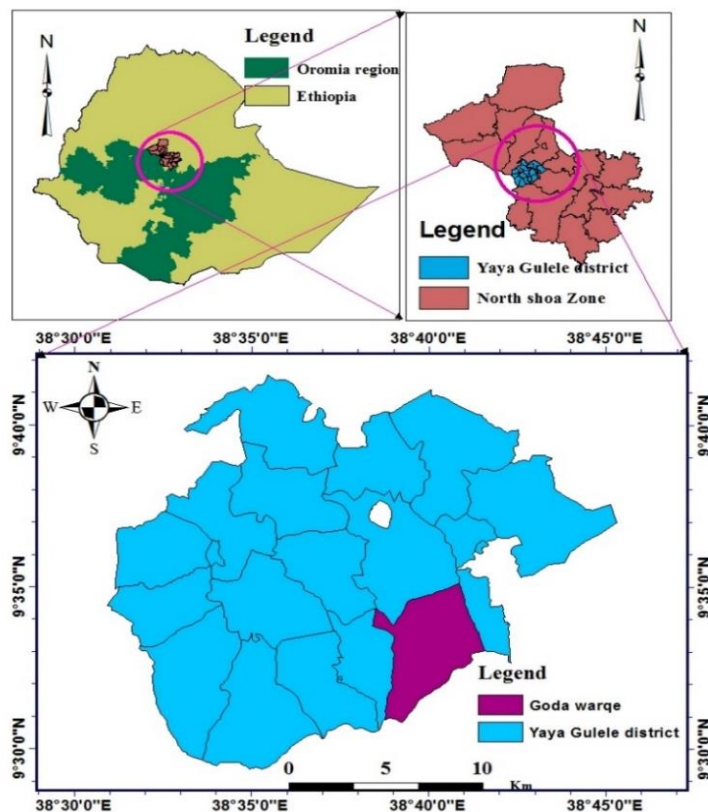 N
Legend
Oromia region
Ethiopia
N
Legend
Yaya Gulele district
North shoa Zone
38°30'0"E 38°35'0"E 38°40'0"E 38°45'0"E
N
W E
S
9°40'0"N
9°35'0"N
9°30'0"N
9°40'0"N
9°35'0"N
9°30'0"N
Legend
Goda warqe
Yaya Gulele district
0 5 10
Km
38°30'0"E 38°35'0"E 38°40'0"E 38°45'0"E